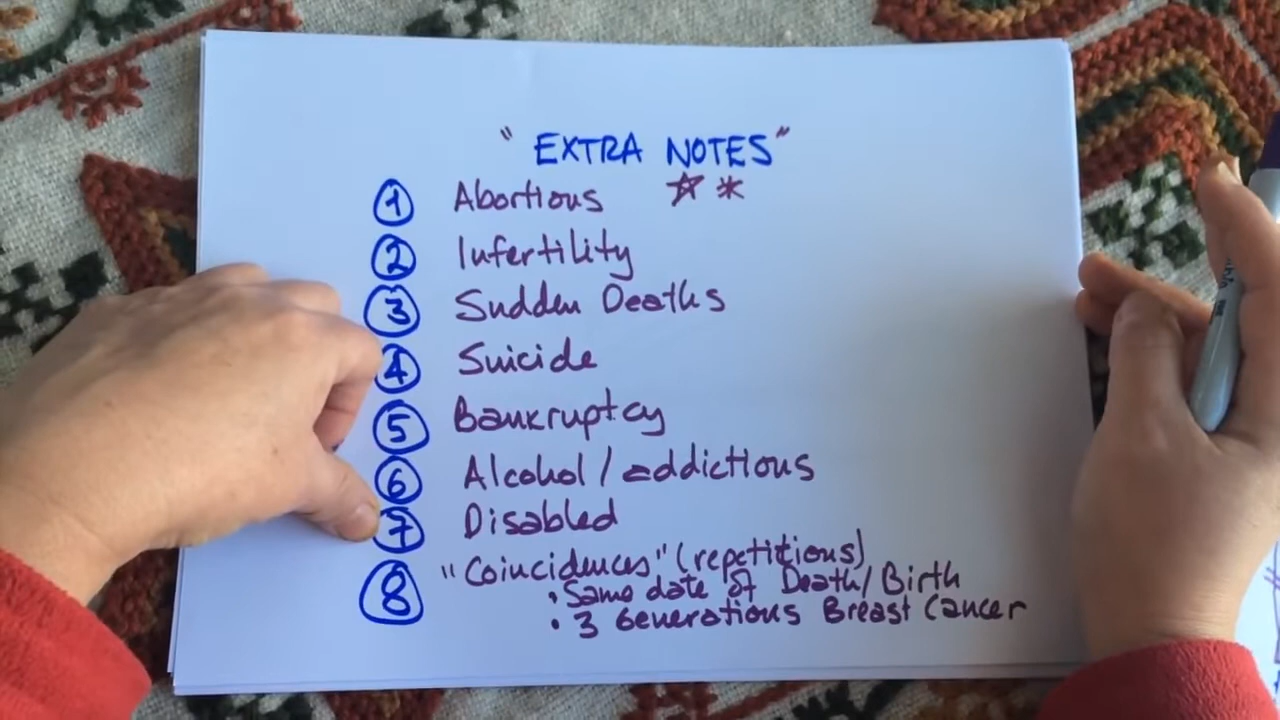 "EXTRA NOTES"
① Abortions ☆ *
② Infertility
③ Sudden Deaths
④ Suicide
⑤ Bankruptcy
⑥ Alcohol / addictions
⑦ Disabled
⑧ "Coincidences" (repetitions)
• Same date of Death/Birth
• 3 Generations Breast Cancer